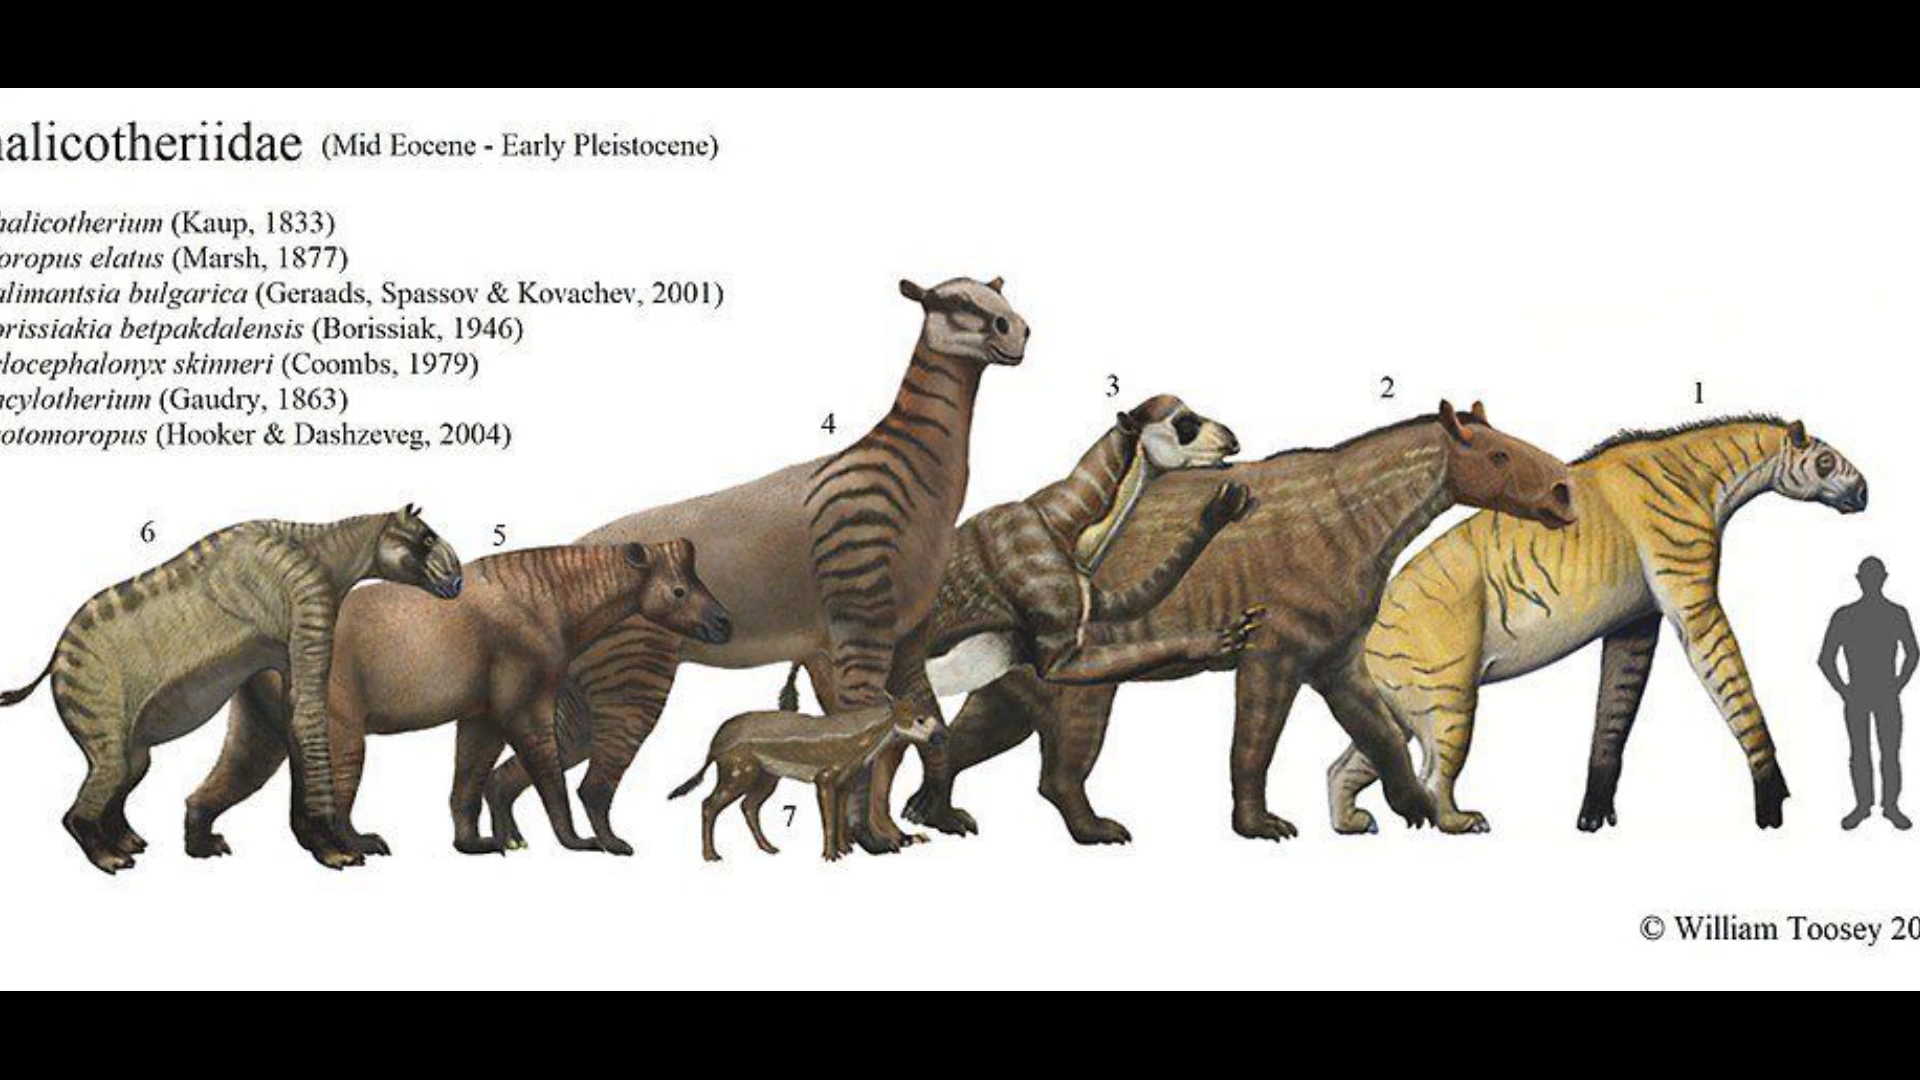 alicotheriidae (Mid Eocene - Early Pleistocene)
halicotherium (Kaup, 1833)
oropus elatus (Marsh, 1877)
alimantsia bulgarica (Geraads, Spassov & Kovachev, 2001)
orissiakia betpakdalensis (Borissiak, 1946)
ylocephalonyx skinneri (Coombs, 1979)
ncylotherium (Gaudry, 1863)
otomoropus (Hooker & Dashzeveg, 2004)
4
3
2
1
6
5
7
© William Toosey 20